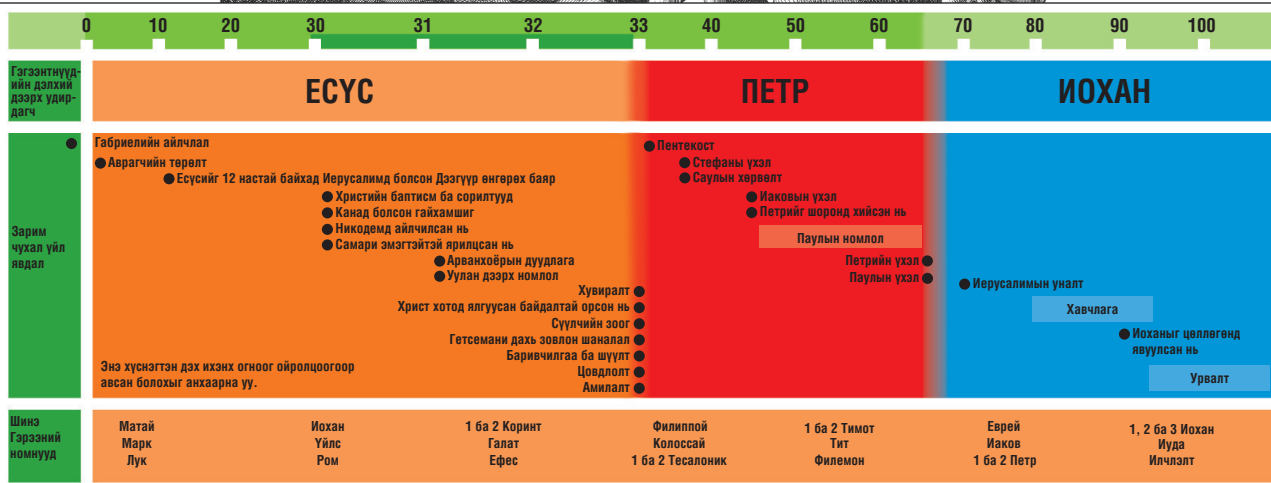 0 10 20 30 31 32 33 40 50 60 70 80 90 100
Гэгээнтнүүд-
ийн дэлхий
дээрх удир-
дагч
ЕСҮС
ПЕТР
ИОХАН
Зарим
чухал үйл
явдал
Габриелийн айлчлал
Аврагчийн төрөлт
Есүсийг 12 настай байхад Иерусалимд болсон Дээгүүр өнгөрөх баяр
Христийн баптисм ба сорилтууд
Канад болсон гайхамшиг
Никодемд айлчилсан нь
Самари эмэгтэйтэй ярилцсан нь
Арванхоёрын дуудлага
Уулан дээрх номлол
Хувиралт
Христ хотод ялгуусан байдалтай орсон нь
Сүүлчийн зоог
Гетсемани дахь зовлон шаналал
Баривчилгаа ба шүүлт
Цовдлолт
Амилалт
Энэ хүснэгтэн дэх ихэнх огноог ойролцоогоор
авсан болохыг анхаарна уу.
Пентекост
Стефаны үхэл
Саулын хөрвөлт
Иаковын үхэл
Петрийг шоронд хийсэн нь
Паулын номлол
Петрийн үхэл
Паулын үхэл
Иерусалимын уналт
Хавчлага
Иоханыг цөллөгөнд
явуулсан нь
Урвалт
Шинэ
Гэрээний
номнууд
Матай
Марк
Лук
Иохан
Үйлс
Ром
1 ба 2 Коринт
Галат
Ефес
Филиппой
Колоссай
1 ба 2 Тесалоник
1 ба 2 Тимот
Тит
Филемон
Еврей
Иаков
1 ба 2 Петр
1, 2 ба 3 Иохан
Иуда
Илчлэлт